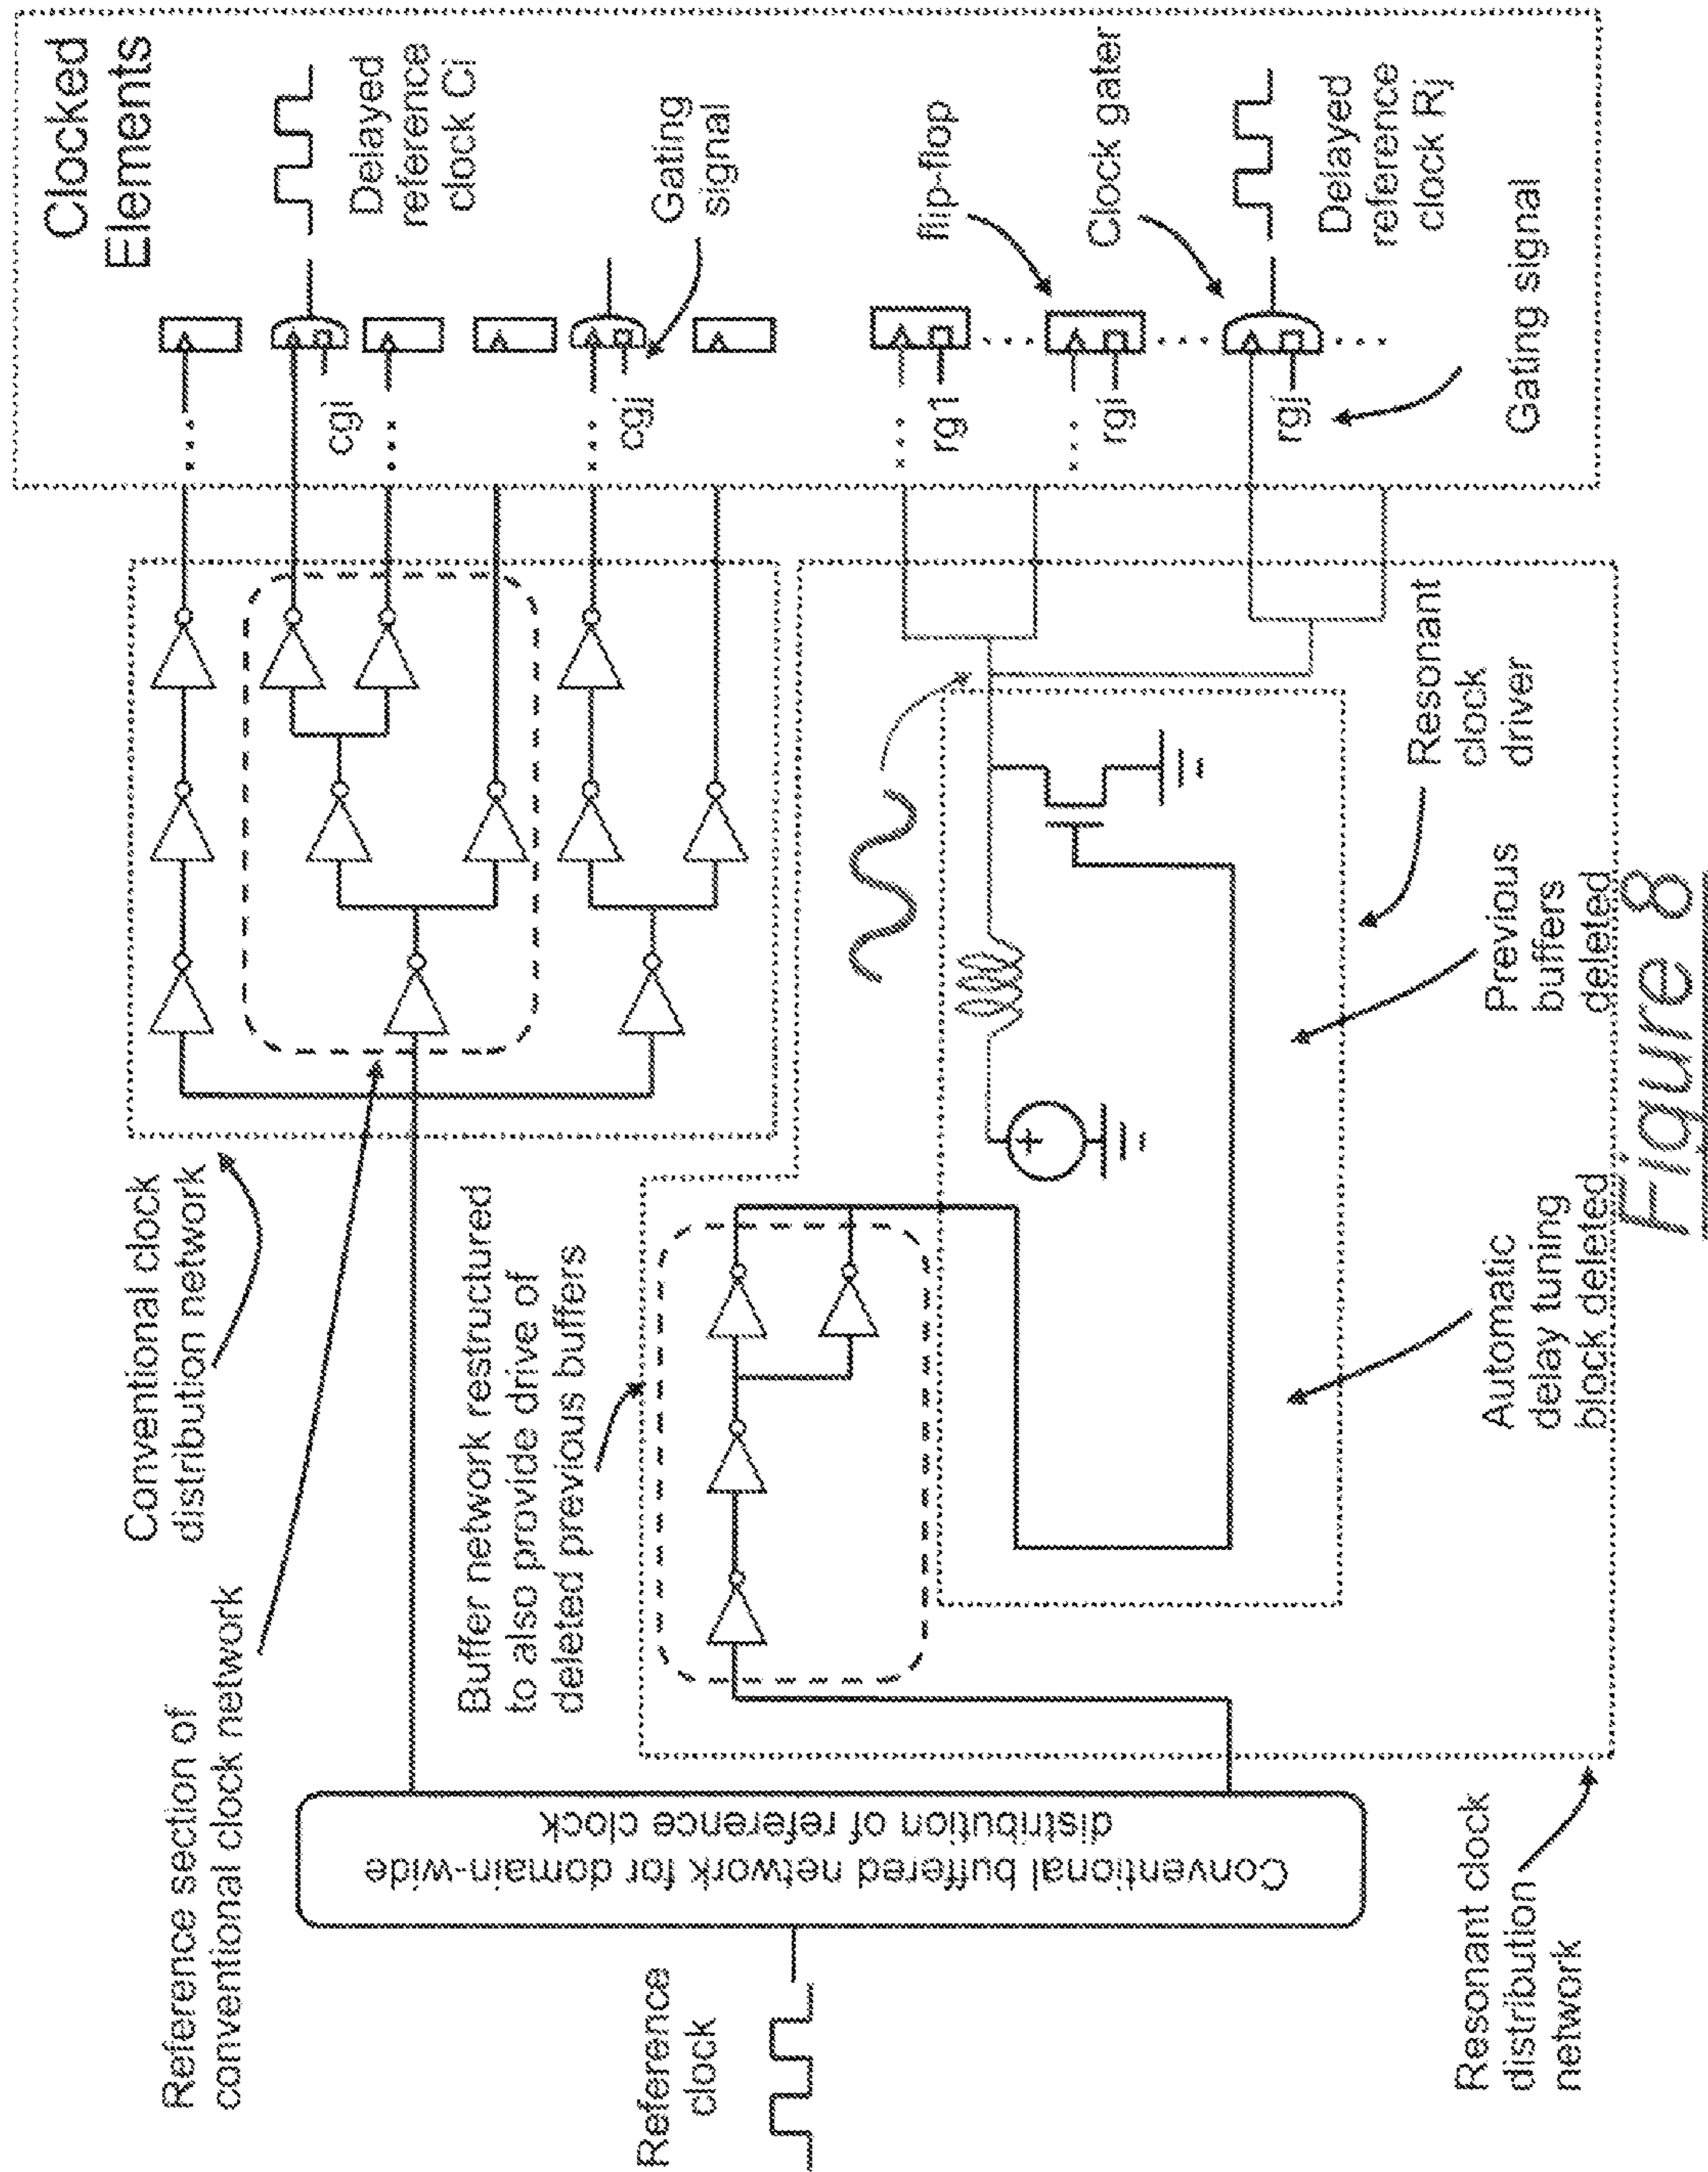 Clocked
Elements
Delayed
reference
clock Ci
Gating
signal
flip-flop
Clock gater
Delayed
reference
clock Rj
Gating signal
cgi
cgj
rg1
rgi
rgj
Conventional clock
distribution network
Reference section of
conventional clock network
Buffer network restructured
to also provide drive of
deleted previous buffers
Resonant
clock
driver
Previous
buffers
deleted
Automatic
delay tuning
block deleted
Conventional buffered network for domain-wide
distribution of reference clock
Reference
clock
Resonant clock
distribution
network
Figure 8